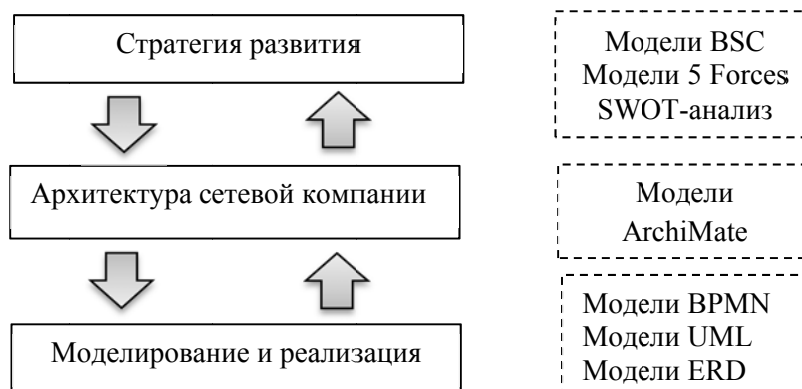 Стратегия развития
Модели BSC
Модели 5 Forces
SWOT-анализ
Архитектура сетевой компании
Модели
ArchiMate
Моделирование и реализация
Модели BPMN
Модели UML
Модели ERD